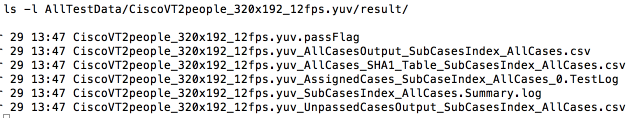 ls -l AllTestData/CiscoVT2people_320x192_12fps.yuv/result/
29 13:47 CiscoVT2people_320x192_12fps.yuv.passFlag
29 13:47 CiscoVT2people_320x192_12fps.yuv_AllCasesOutput_SubCasesIndex_AllCases.csv
29 13:47 CiscoVT2people_320x192_12fps.yuv_AllCases_SHA1_Table_SubCasesIndex_AllCases.csv
29 13:47 CiscoVT2people_320x192_12fps.yuv_AssignedCases_SubCaseIndex_AllCases_0.TestLog
29 13:47 CiscoVT2people_320x192_12fps.yuv_SubCasesIndex_AllCases.Summary.log
29 13:47 CiscoVT2people_320x192_12fps.yuv_UnpassedCasesOutput_SubCasesIndex_AllCases.csv